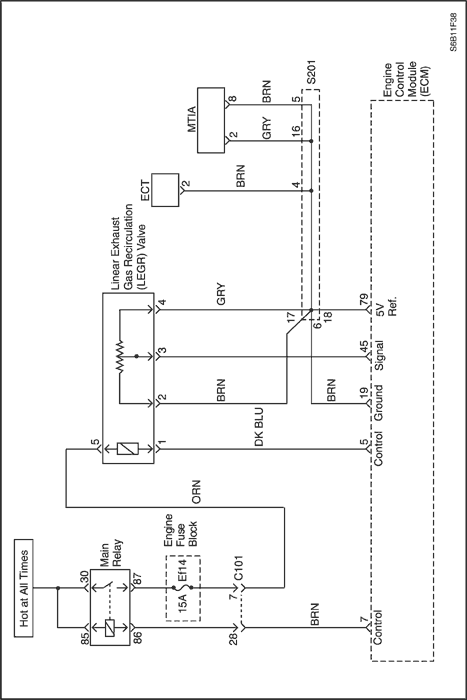 Hot at All Times
85
30
Main
Relay
86
87
Engine
Fuse
Block
15A
Ef14
28
7
C101
BRN
7
Control
ORN
5
Linear Exhaust
Gas Recirculation
(LEGR) Valve
1
2
3
4
DK BLU
BRN
GRY
17
6
18
BRN
5
Control
19
Ground
45
Signal
79
5V
Ref.
ECT
2
BRN
4
MTIA
2
8
GRY
BRN
16
5
S201
Engine
Control
Module
(ECM)
S6B11F38